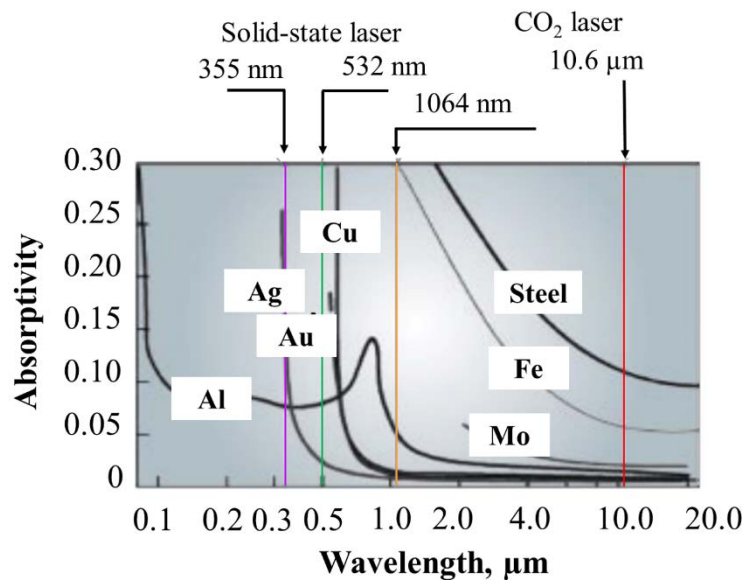 Solid-state laser
CO₂ laser
355 nm
532 nm
10.6 µm
1064 nm
Absorptivity
0.30
0.25
0.20
0.15
0.10
0.05
0
Cu
Ag
Au
Steel
Fe
Al
Mo
0.1 0.2 0.3 0.5 1.0 2.0 4.0 10.0 20.0
Wavelength, µm